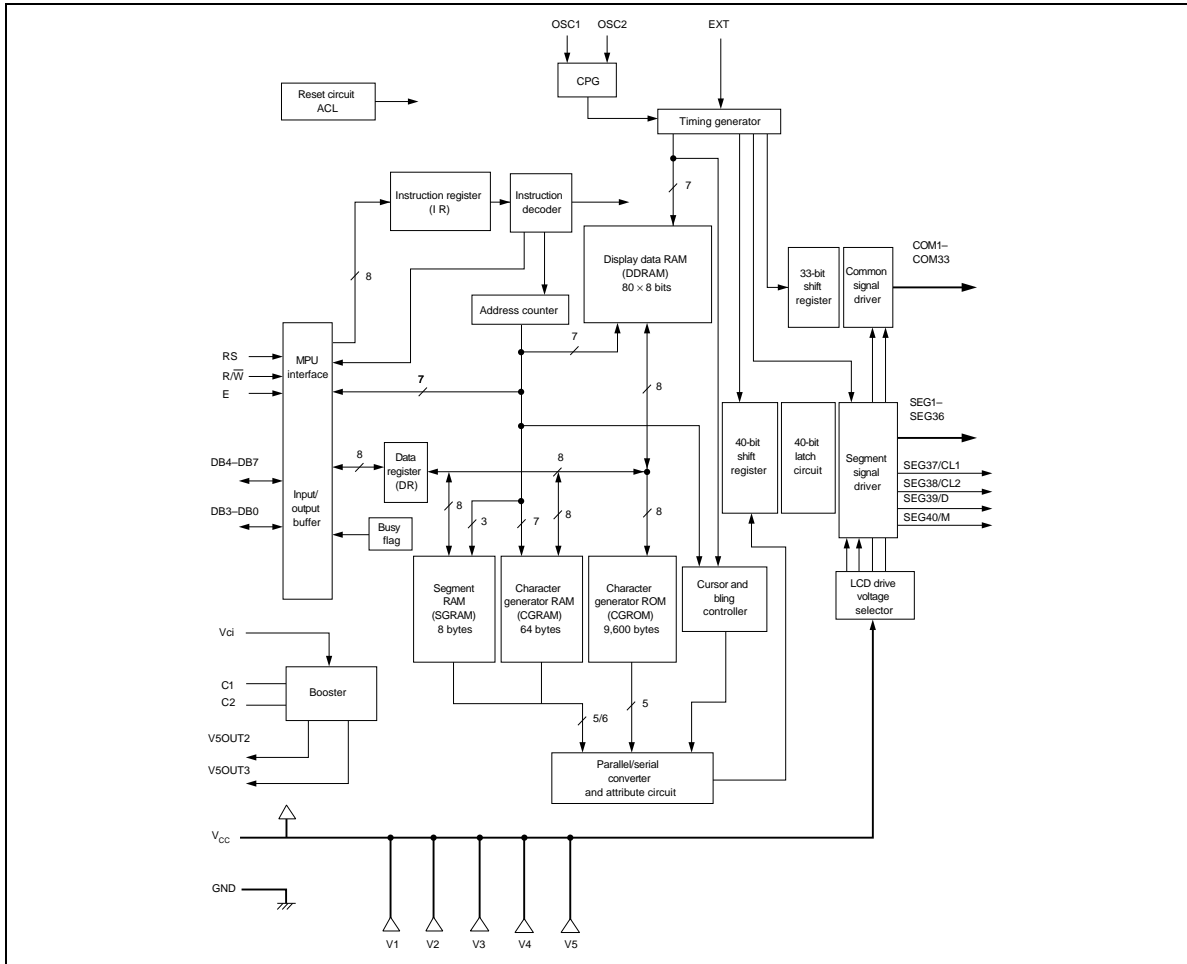 OSC1
OSC2
EXT
CPG
Reset circuit
ACL
Timing generator
7
Instruction register
(I R)
Instruction
decoder
8
Display data RAM
(DDRAM)
80 × 8 bits
33-bit
shift
register
Common
signal
driver
COM1–
COM33
Address counter
7
RS
R/W̅
E
MPU
interface
7
8
SEG1–
SEG36
40-bit
shift
register
40-bit
latch
circuit
Segment
signal
driver
SEG37/CL1
SEG38/CL2
SEG39/D
SEG40/M
DB4–DB7
DB3–DB0
Input/
output
buffer
8
Data
register
(DR)
8
8
3
7
8
8
Busy
flag
Segment
RAM
(SGRAM)
8 bytes
Character
generator RAM
(CGRAM)
64 bytes
Character
generator ROM
(CGROM)
9,600 bytes
Cursor and
bling
controller
LCD drive
voltage
selector
Vci
C1
C2
Booster
V5OUT2
V5OUT3
5/6
5
Parallel/serial
converter
and attribute circuit
VCC
GND
V1
V2
V3
V4
V5